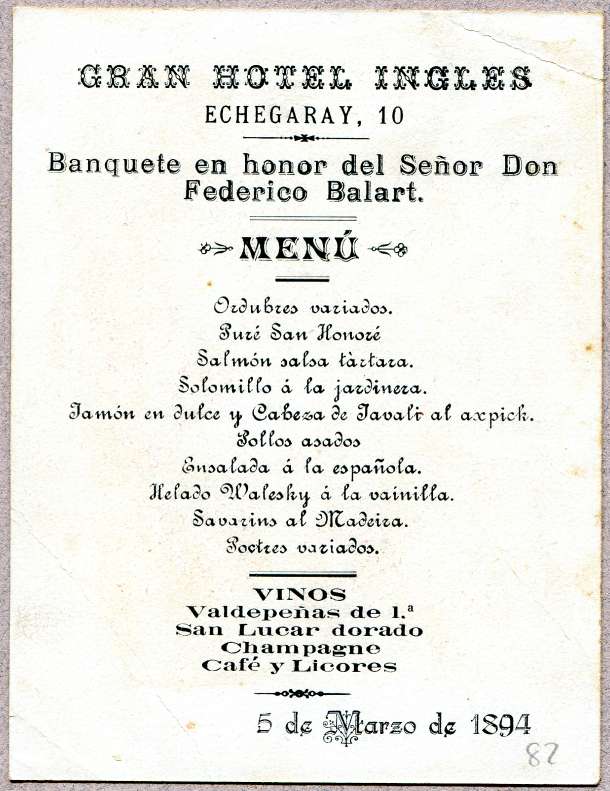 GRAN HOTEL INGLES
ECHEGARAY, 10
Banquete en honor del Señor Don
Federico Balart.
MENÚ
Ordubres variados.
Puré San Honoré
Salmón salsa tàrtara.
Solomillo á la jardinera.
Jamón en dulce y Cabeza de Javalí al axpick.
Pollos asados
Ensalada á la española.
Helado Walesky á la vainilla.
Savarins al Madeira.
Postres variados.
VINOS
Valdepeñas de 1.ª
San Lucar dorado
Champagne
Café y Licores
5 de Marzo de 1894
82